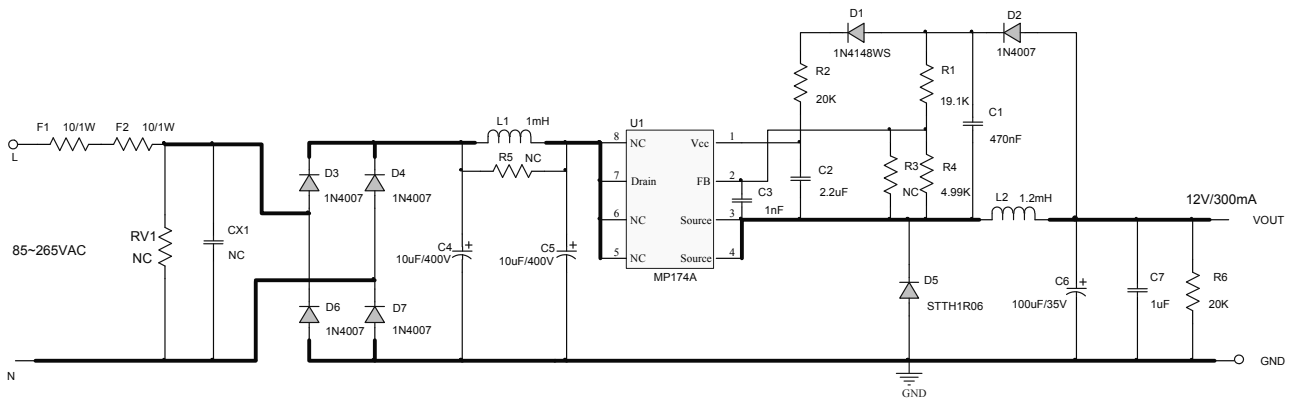 D1
1N4148WS
D2
1N4007
R2
20K
R1
19.1K
C1
470nF
F1 10/1W F2 10/1W
L
L1 1mH
R5 NC
U1
8 NC Vcc 1
7 Drain FB 2
6 NC Source 3
5 NC Source 4
MP174A
C2
2.2uF
C3
1nF
R3
NC
R4
4.99K
L2 1.2mH
12V/300mA
VOUT
D3
1N4007
D4
1N4007
85~265VAC
RV1
NC
CX1
NC
C4
10uF/400V
C5
10uF/400V
D5
STTH1R06
C6
100uF/35V
C7
1uF
R6
20K
D6
1N4007
D7
1N4007
N
GND
GND